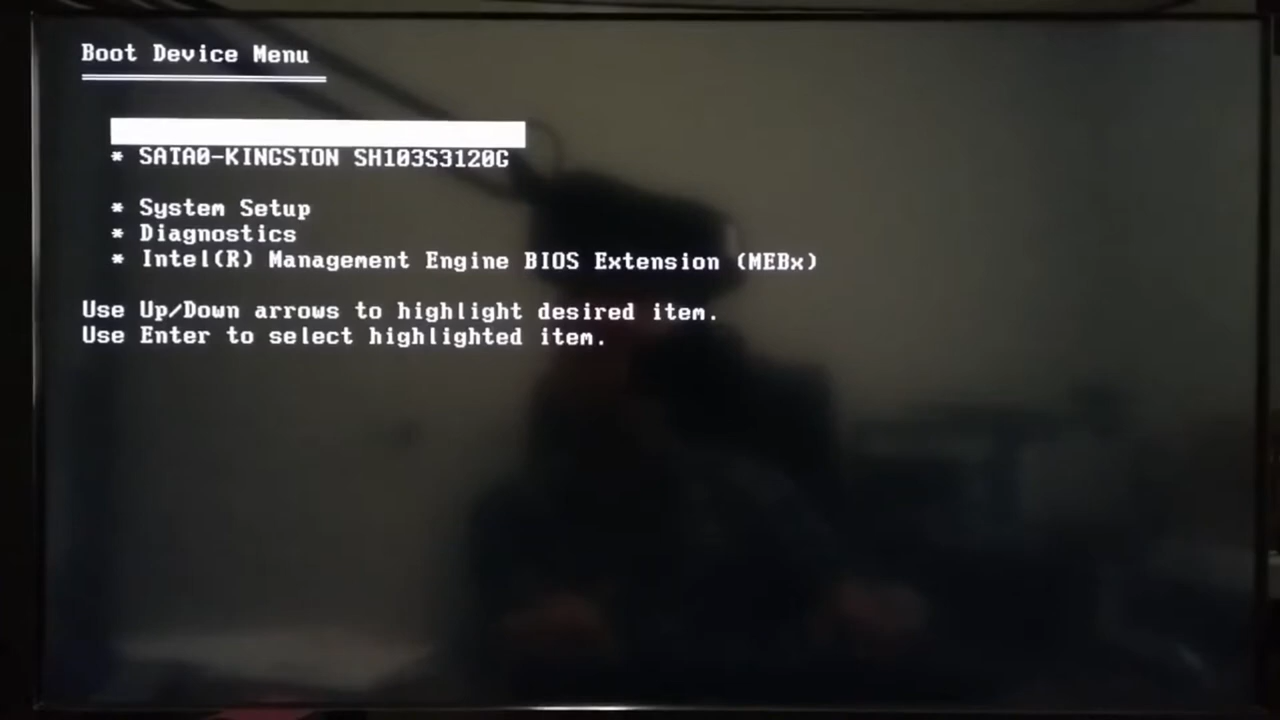 Boot Device Menu
* SATA0-KINGSTON SH103S3120G
* System Setup
* Diagnostics
* Intel(R) Management Engine BIOS Extension (MEBx)
Use Up/Down arrows to highlight desired item.
Use Enter to select highlighted item.